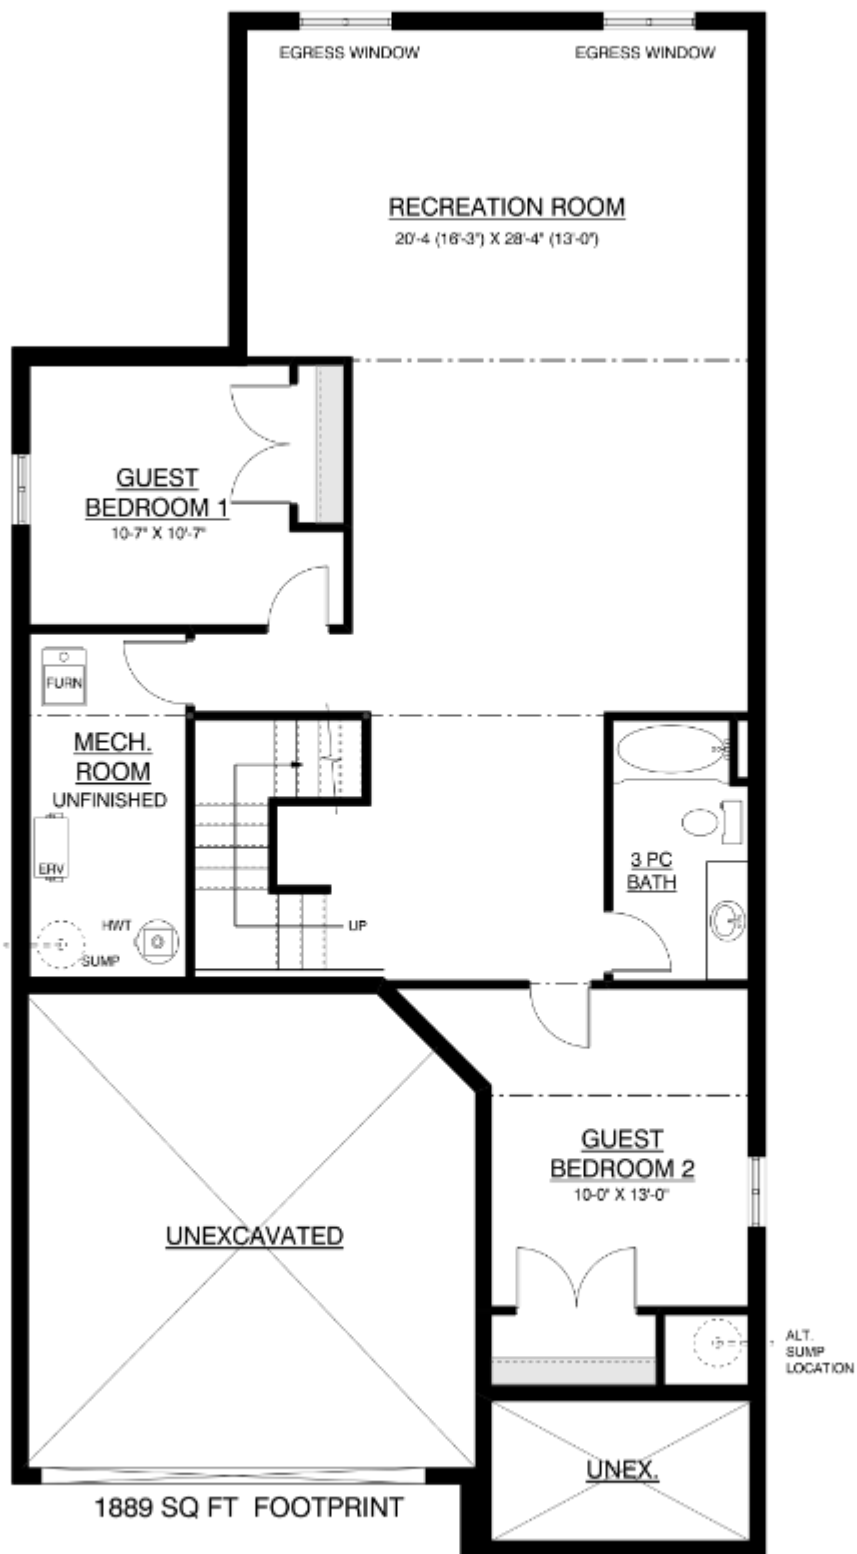 EGRESS WINDOW
EGRESS WINDOW
RECREATION ROOM
20'-4 (16'-3") X 28'-4" (13'-0")
GUEST
BEDROOM 1
10-7" X 10'-7"
FURN
MECH.
ROOM
UNFINISHED
ERV
HWT
SUMP
UP
3 PC
BATH
GUEST
BEDROOM 2
10-0" X 13'-0"
UNEXCAVATED
ALT.
SUMP
LOCATION
UNEX.
1889 SQ FT FOOTPRINT